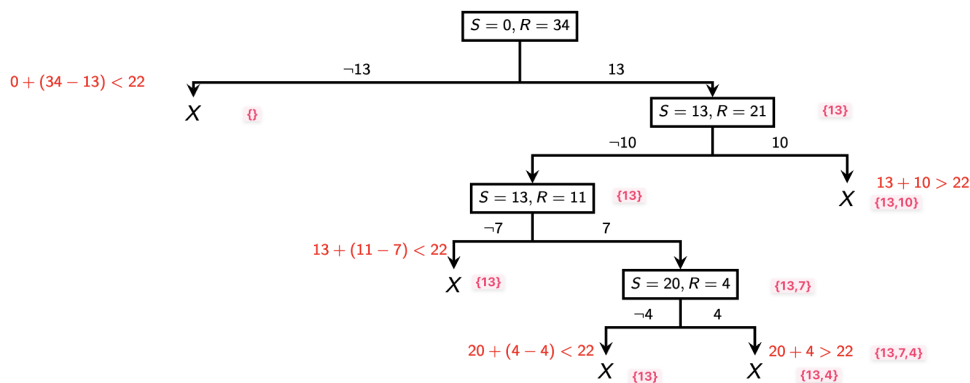 S = 0, R = 34
¬13
13
0 + (34 − 13) < 22
X
{}
S = 13, R = 21
{13}
¬10
10
13 + 10 > 22
X
{13,10}
S = 13, R = 11
{13}
¬7
7
13 + (11 − 7) < 22
X
{13}
S = 20, R = 4
{13,7}
¬4
4
20 + (4 − 4) < 22
X
{13}
20 + 4 > 22
{13,7,4}
X
{13,4}